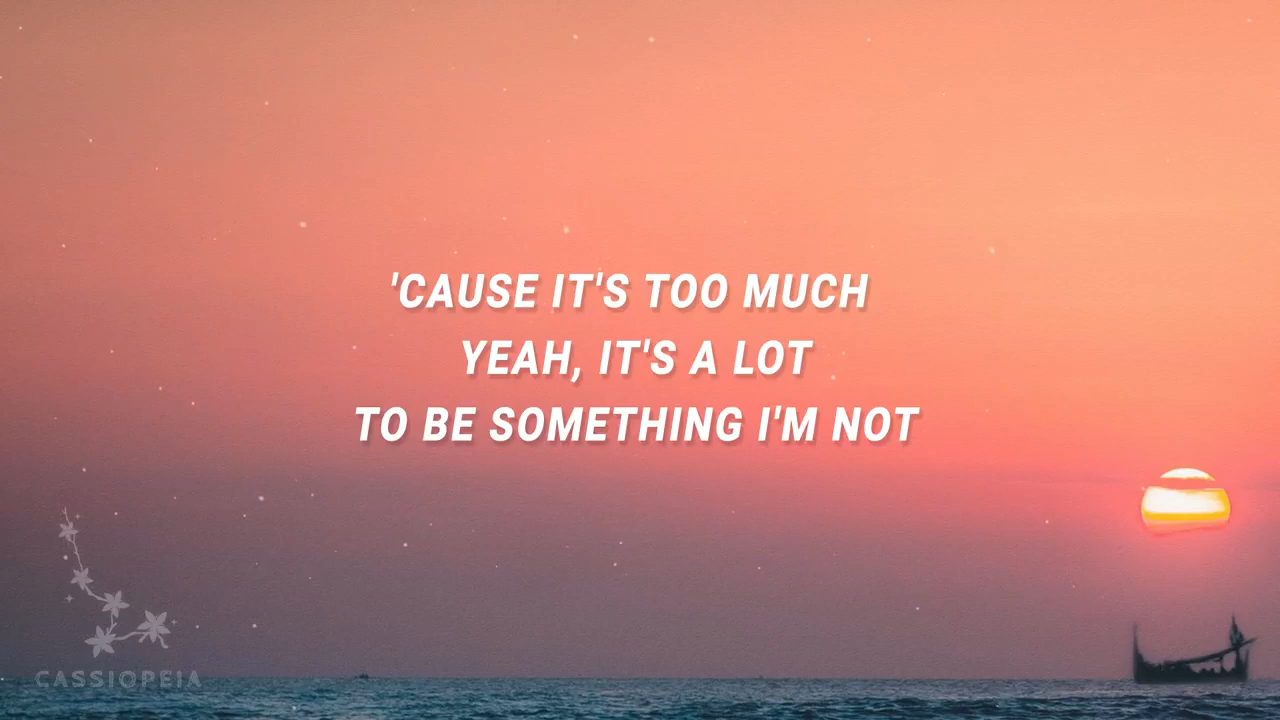 'CAUSE IT'S TOO MUCH
YEAH, IT'S A LOT
TO BE SOMETHING I'M NOT
CASSIOPEIA